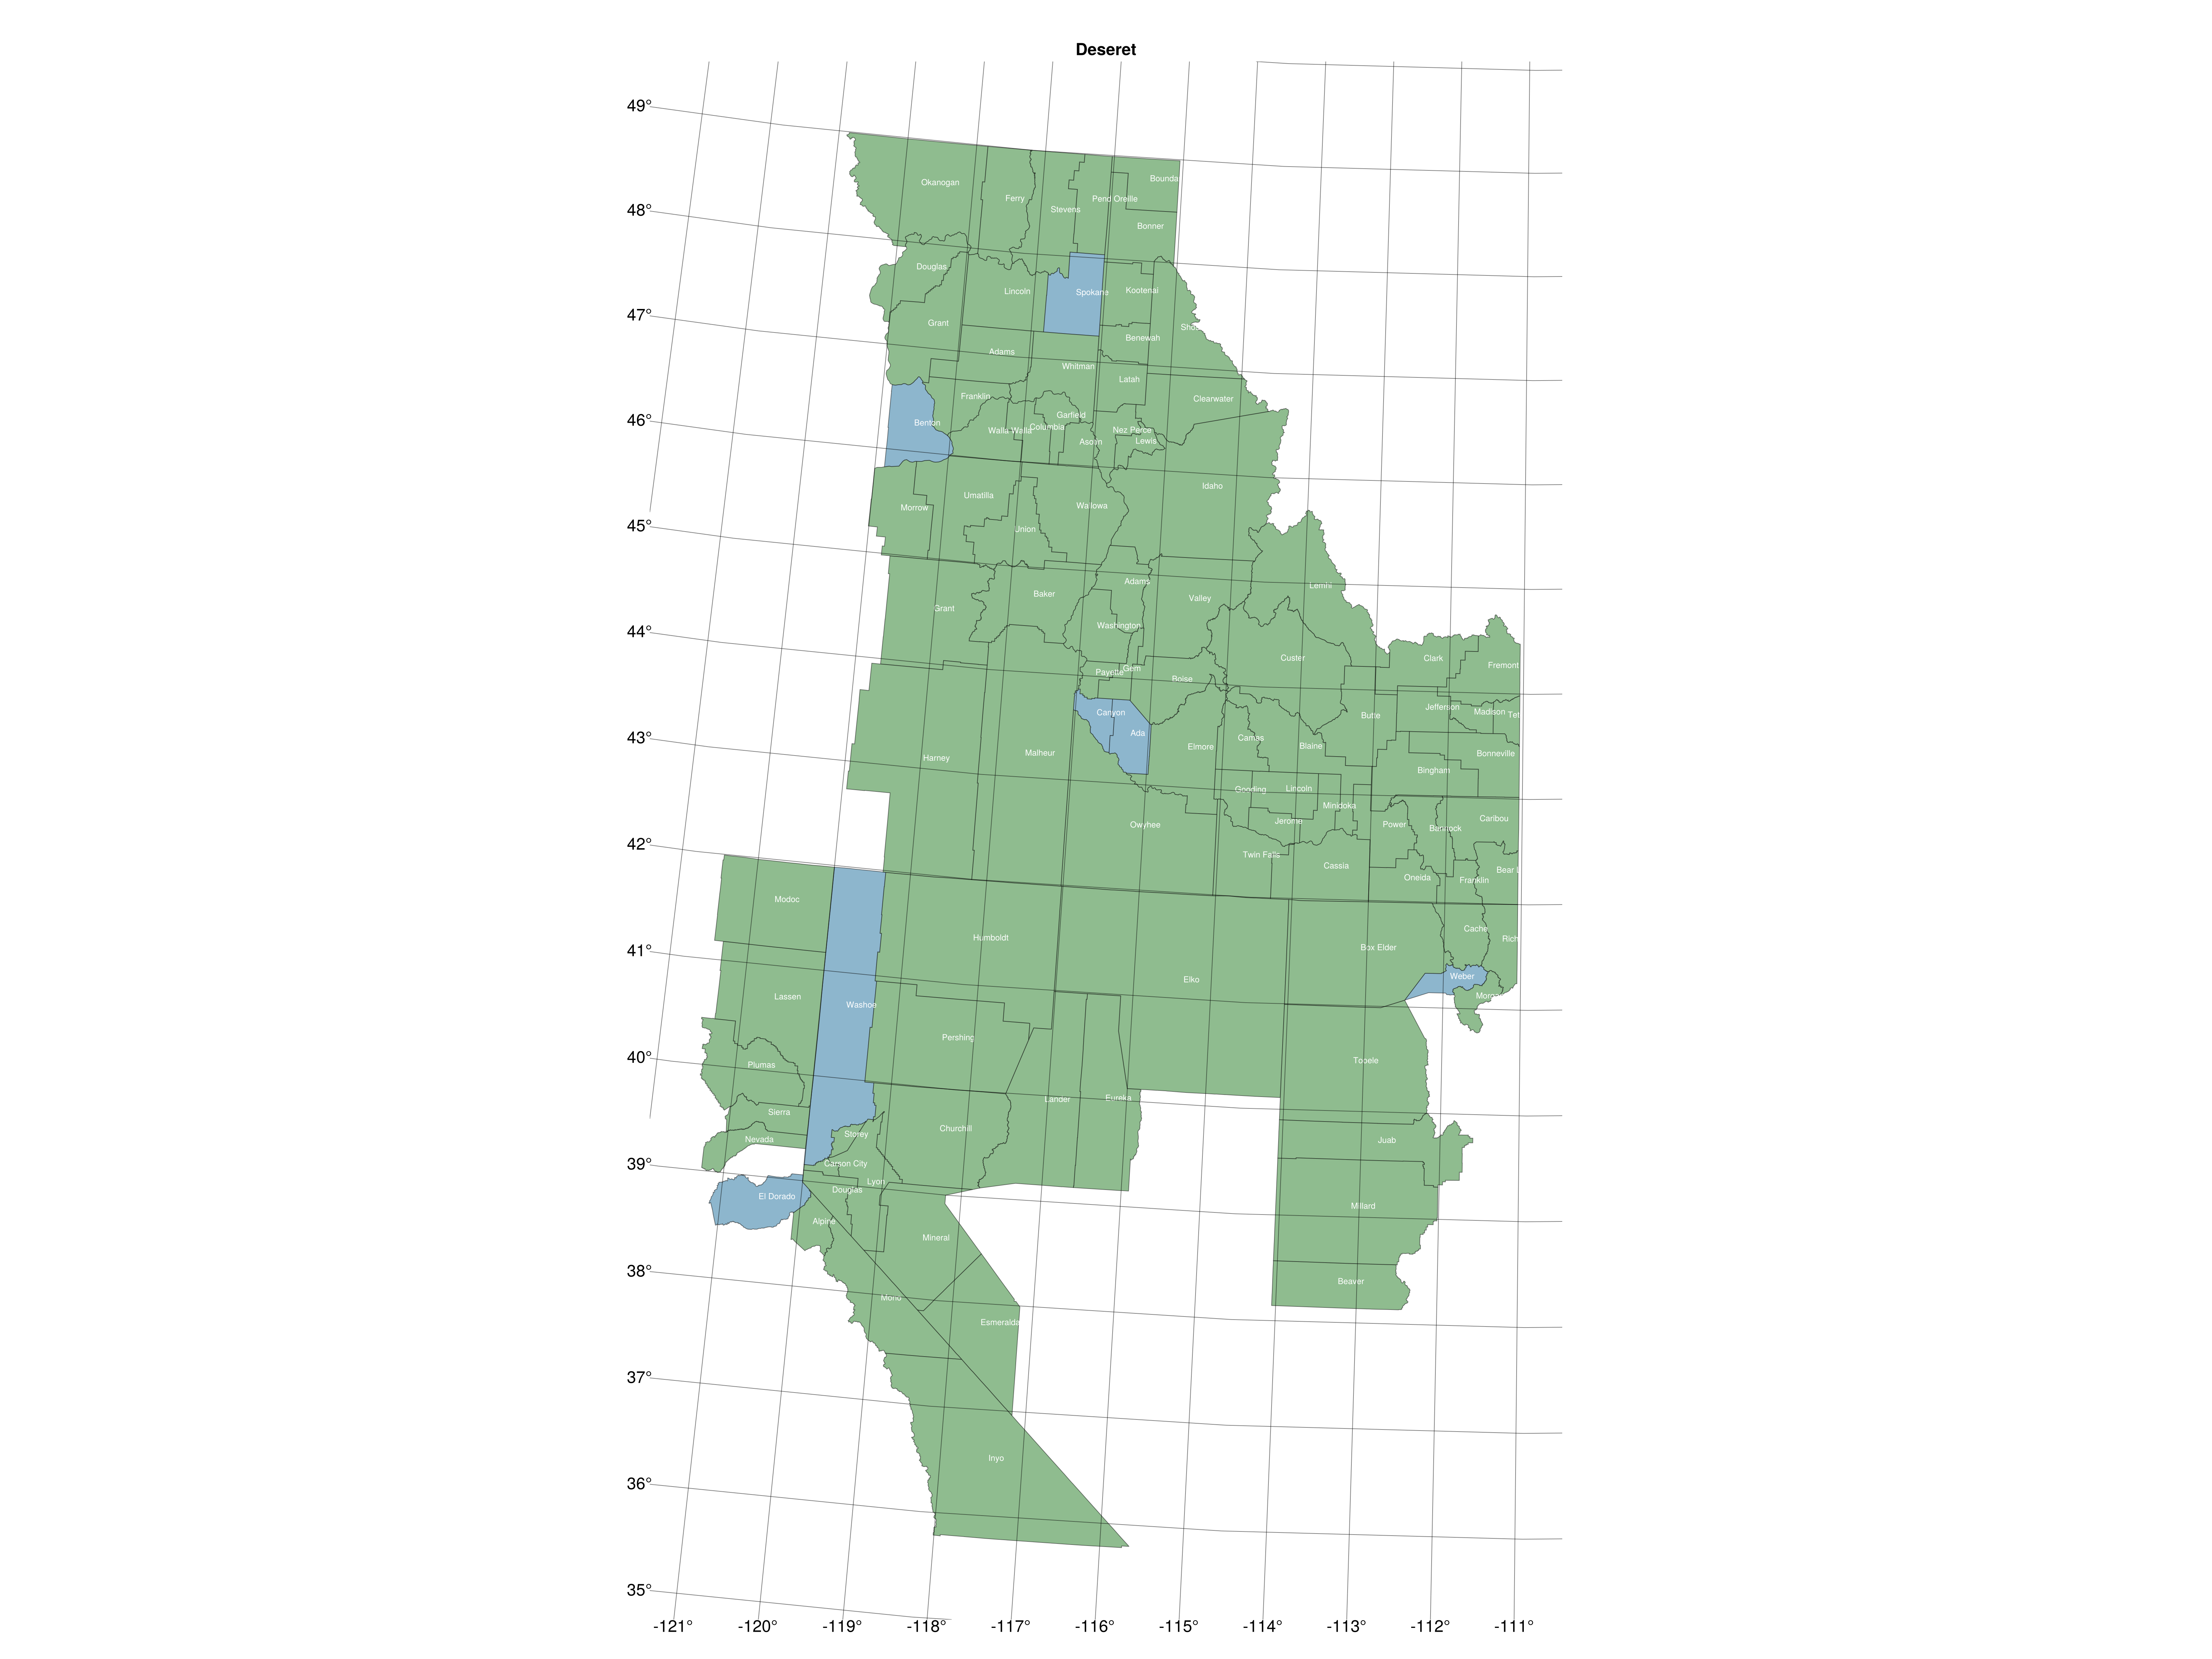 Deseret
49°
48°
47°
46°
45°
44°
43°
42°
41°
40°
39°
38°
37°
36°
35°
-121° -120° -119° -118° -117° -116° -115° -114° -113° -112° -111°
Okanogan
Ferry
Stevens
Pend Oreille
Bounda
Bonner
Douglas
Lincoln
Spokane
Kootenai
Grant
Shos
Adams
Benewah
Whitman
Latah
Franklin
Clearwater
Benton
Garfield
Walla Walla
Columbia
Asotin
Nez Perce
Lewis
Idaho
Umatilla
Morrow
Wallowa
Union
Baker
Adams
Valley
Lemhi
Grant
Washington
Custer
Clark
Fremont
Payette
Gem
Boise
Canyon
Ada
Butte
Jefferson
Madison
Tet
Harney
Malheur
Elmore
Camas
Blaine
Bonneville
Bingham
Gooding
Lincoln
Minidoka
Jerome
Owyhee
Power
Bannock
Caribou
Twin Falls
Cassia
Oneida
Franklin
Bear L
Modoc
Humboldt
Box Elder
Cache
Rich
Lassen
Washoe
Elko
Weber
Morga
Pershing
Plumas
Tooele
Sierra
Lander
Eureka
Nevada
Storey
Churchill
Juab
Carson City
Lyon
El Dorado
Douglas
Alpine
Millard
Mineral
Mono
Beaver
Esmeralda
Inyo